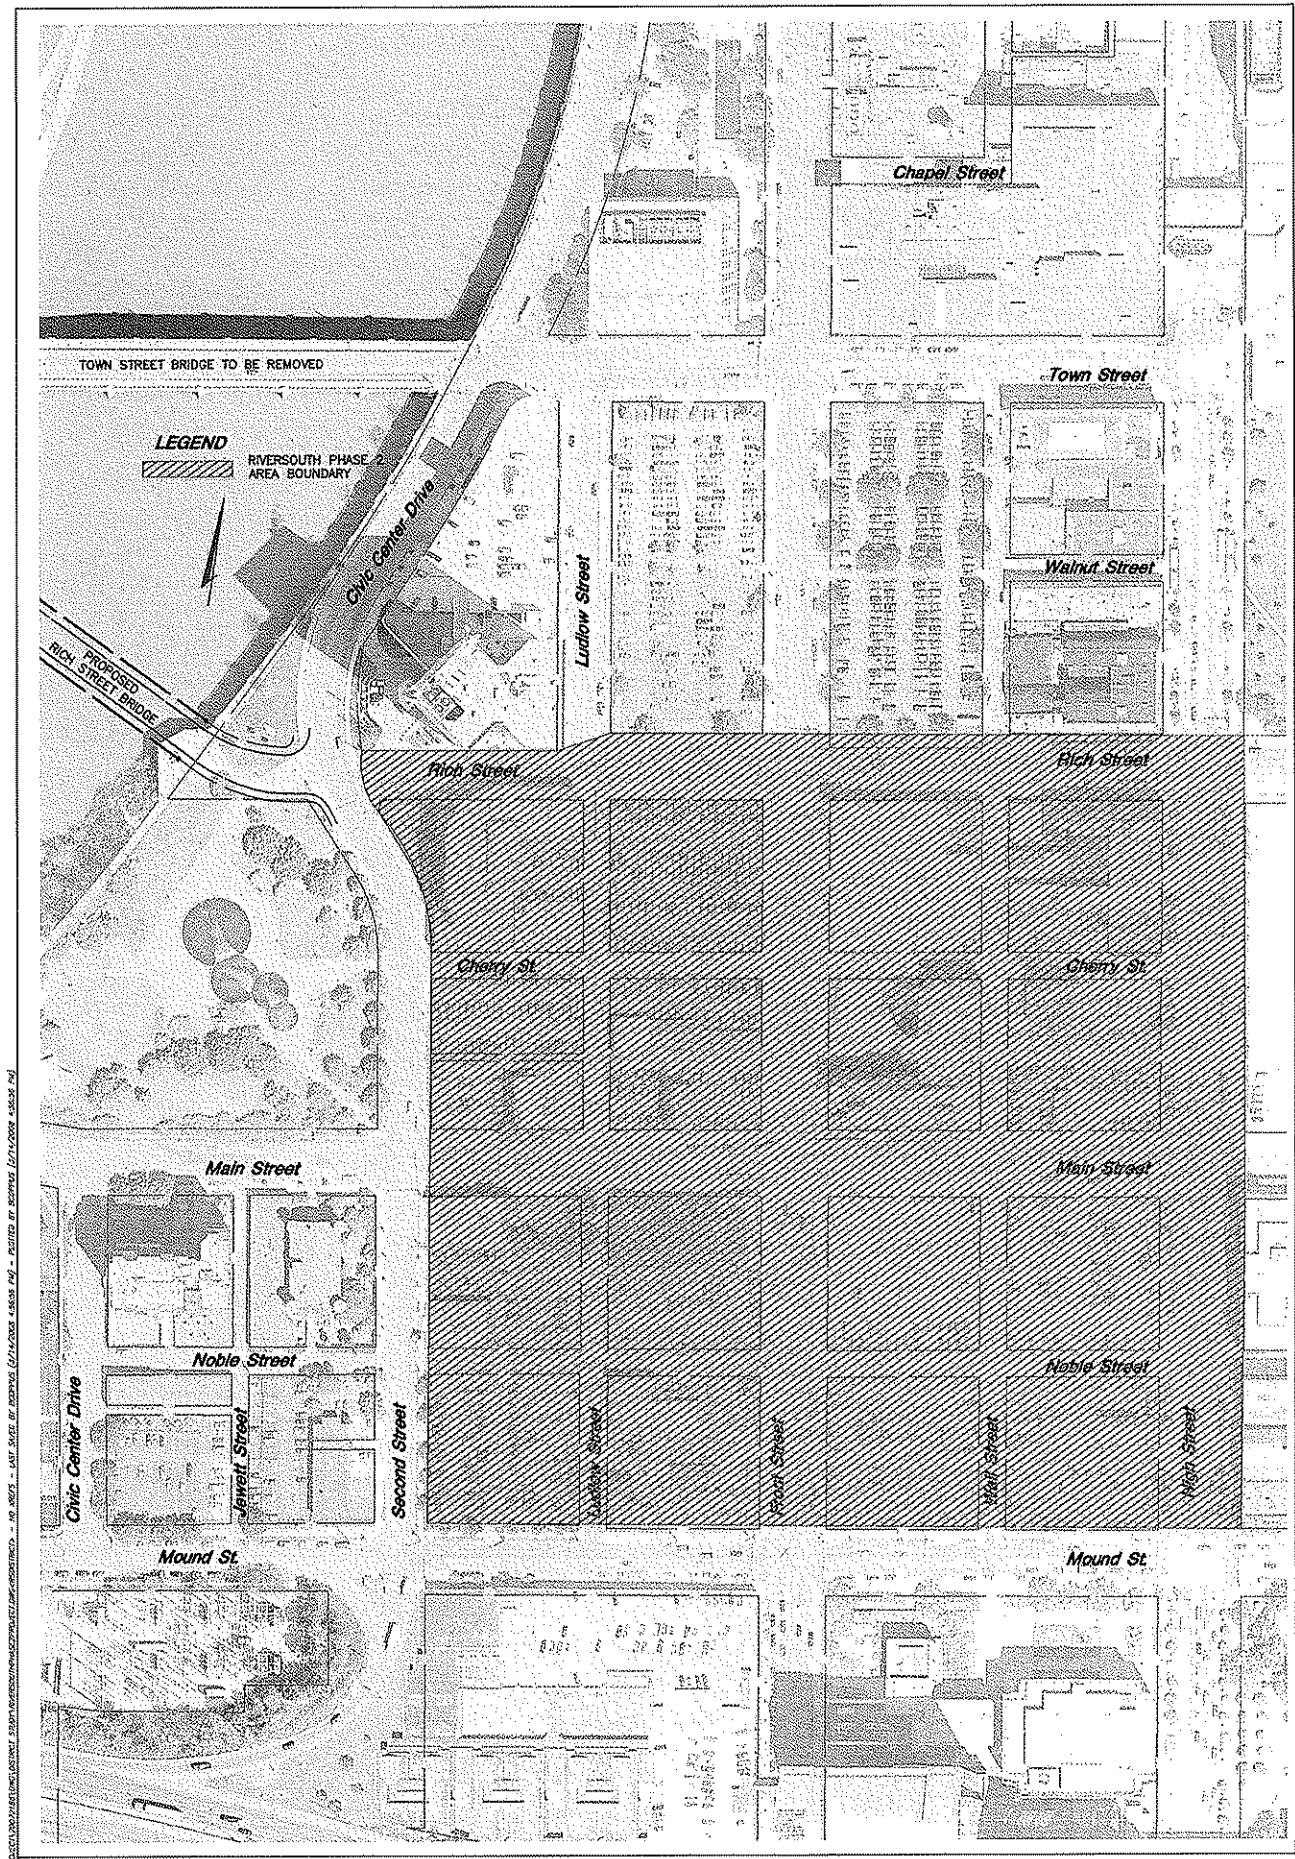 Chapel Street
TOWN STREET BRIDGE TO BE REMOVED
Town Street
LEGEND
RIVERSOUTH PHASE 2
AREA BOUNDARY
Civic Center Drive
Ludlow Street
Walnut Street
PROPOSED
RICH STREET BRIDGE
Rich Street
Rich Street
Cherry St.
Cherry St.
Main Street
Main Street
Noble Street
Noble Street
Civic Center Drive
Jewett Street
Second Street
Ludlow Street
Front Street
Wall Street
High Street
Mound St.
Mound St.